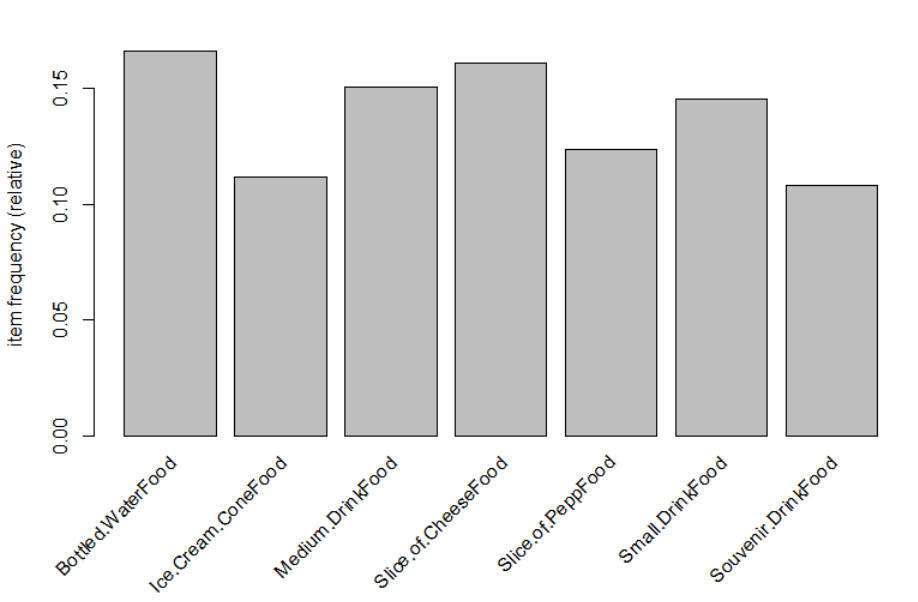 item frequency (relative)
0.15
0.10
0.05
0.00
Bottled.WaterFood
Ice.Cream.ConeFood
Medium.DrinkFood
Slice.of.CheeseFood
Slice.of.PeppFood
Small.DrinkFood
Souvenir.DrinkFood